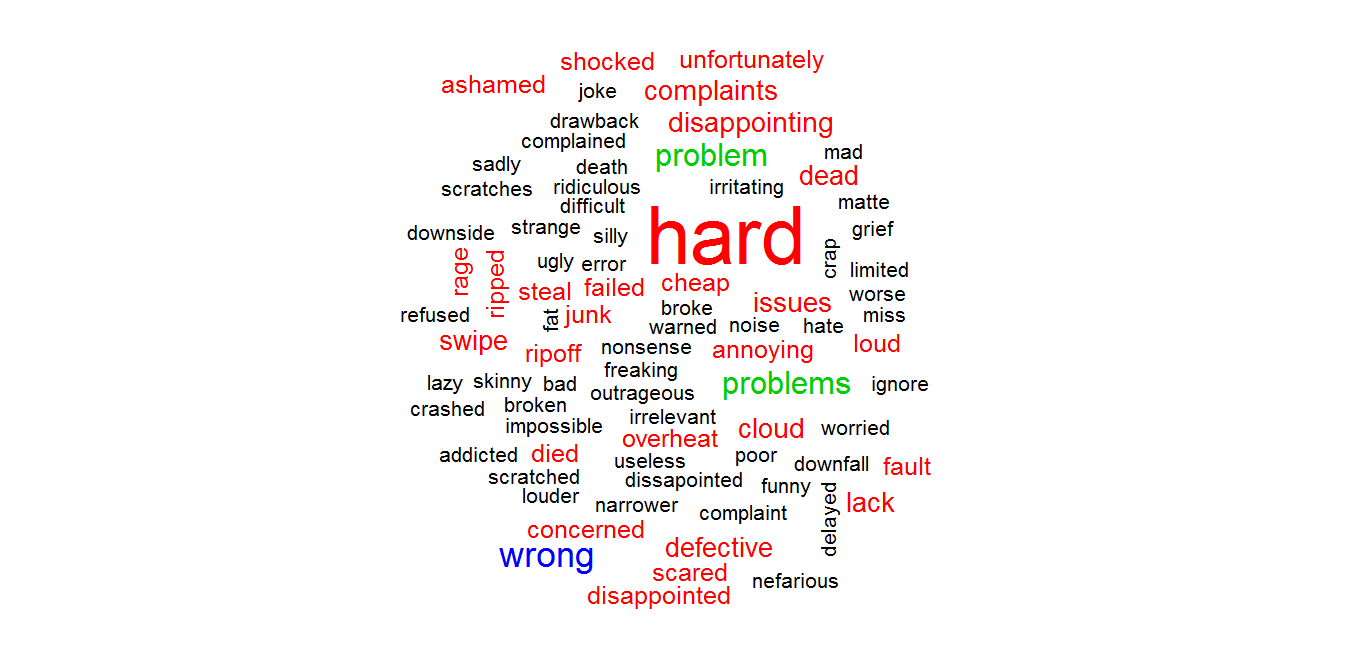 shocked unfortunately
ashamed joke complaints
drawback disappointing
complained
sadly death problem mad
scratches ridiculous irritating dead
difficult matte
downside strange silly hard grief
rage ripped ugly error crap limited
steal failed cheap issues worse
refused fat junk broke miss
warned noise hate
swipe ripoff nonsense annoying loud
freaking
lazy skinny bad outrageous problems ignore
crashed broken
impossible irrelevant cloud worried
overheat
addicted died useless poor downfall fault
scratched dissapointed funny
louder narrower complaint delayed lack
concerned
wrong defective
scared nefarious
disappointed